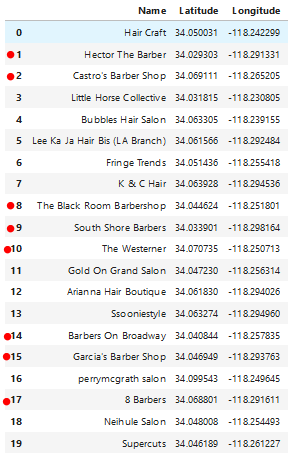 Name Latitude Longitude
0 Hair Craft 34.050031 -118.242299
1 Hector The Barber 34.029303 -118.291331
2 Castro's Barber Shop 34.069111 -118.265205
3 Little Horse Collective 34.031815 -118.230805
4 Bubbles Hair Salon 34.063305 -118.239155
5 Lee Ka Ja Hair Bis (LA Branch) 34.061566 -118.292484
6 Fringe Trends 34.051436 -118.255418
7 K & C Hair 34.063928 -118.294536
8 The Black Room Barbershop 34.044624 -118.251801
9 South Shore Barbers 34.033901 -118.298164
10 The Westerner 34.070735 -118.250713
11 Gold On Grand Salon 34.047230 -118.256314
12 Arianna Hair Boutique 34.061830 -118.294026
13 Ssooniestyle 34.063274 -118.294960
14 Barbers On Broadway 34.040844 -118.257835
15 Garcia's Barber Shop 34.046949 -118.293763
16 perrymcgrath salon 34.099543 -118.249645
17 8 Barbers 34.068801 -118.291611
18 Neihule Salon 34.048008 -118.254493
19 Supercuts 34.046189 -118.261227